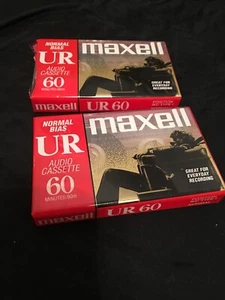 NORMAL
BIAS
UR
AUDIO
CASSETTE
60
maxell
GREAT FOR
EVERYDAY
RECORDING
maxell UR 60
NORMAL
BIAS
UR
AUDIO
CASSETTE
60
MINUTES
maxell
GREAT FOR
EVERYDAY
RECORDING
maxell UR 60